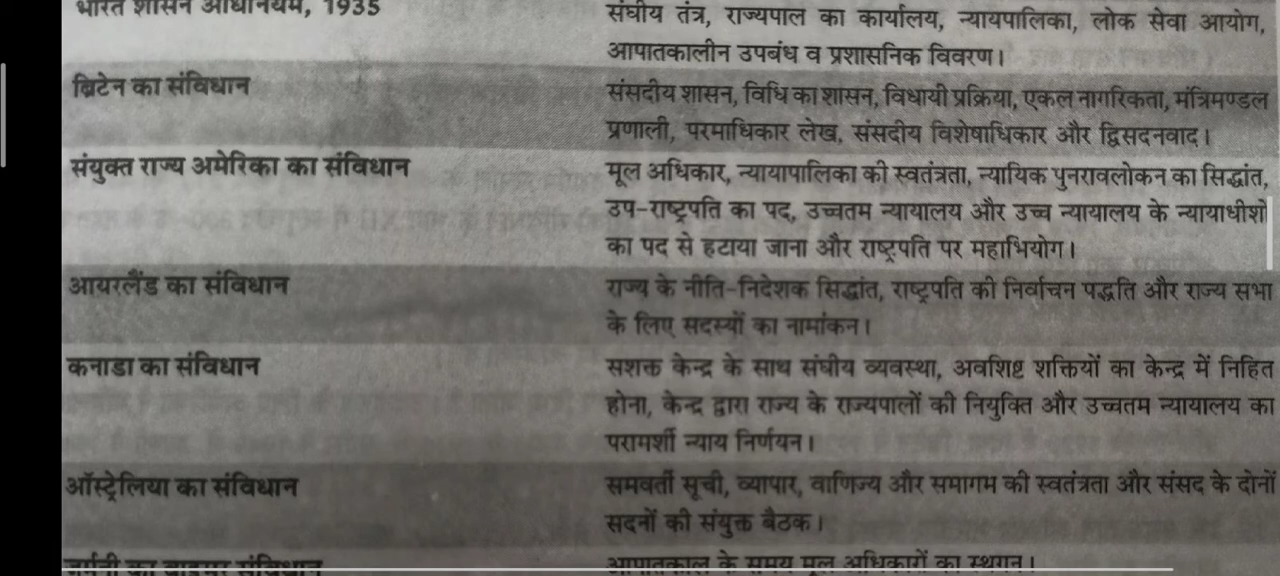 भारत शासन अधिनियम, 1935
संघीय तंत्र, राज्यपाल का कार्यालय, न्यायपालिका, लोक सेवा आयोग,
आपातकालीन उपबंध व प्रशासनिक विवरण।
ब्रिटेन का संविधान
संसदीय शासन, विधि का शासन, विधायी प्रक्रिया, एकल नागरिकता, मंत्रिमण्डल
प्रणाली, परमाधिकार लेख, संसदीय विशेषाधिकार और द्विसदनवाद।
संयुक्त राज्य अमेरिका का संविधान
मूल अधिकार, न्यायापालिका की स्वतंत्रता, न्यायिक पुनरावलोकन का सिद्धांत,
उप-राष्ट्रपति का पद, उच्चतम न्यायालय और उच्च न्यायालय के न्यायाधीशों
का पद से हटाया जाना और राष्ट्रपति पर महाभियोग।
आयरलैंड का संविधान
राज्य के नीति-निदेशक सिद्धांत, राष्ट्रपति की निर्वाचन पद्धति और राज्य सभा
के लिए सदस्यों का नामांकन।
कनाडा का संविधान
सशक्त केन्द्र के साथ संघीय व्यवस्था, अवशिष्ट शक्तियों का केन्द्र में निहित
होना, केन्द्र द्वारा राज्य के राज्यपालों की नियुक्ति और उच्चतम न्यायालय का
परामर्शी न्याय निर्णयन।
ऑस्ट्रेलिया का संविधान
समवर्ती सूची, व्यापार, वाणिज्य और समागम की स्वतंत्रता और संसद के दोनों
सदनों की संयुक्त बैठक।
जर्मनी का वाइमर संविधान
आपातकाल के समय मूल अधिकारों का स्थगन।